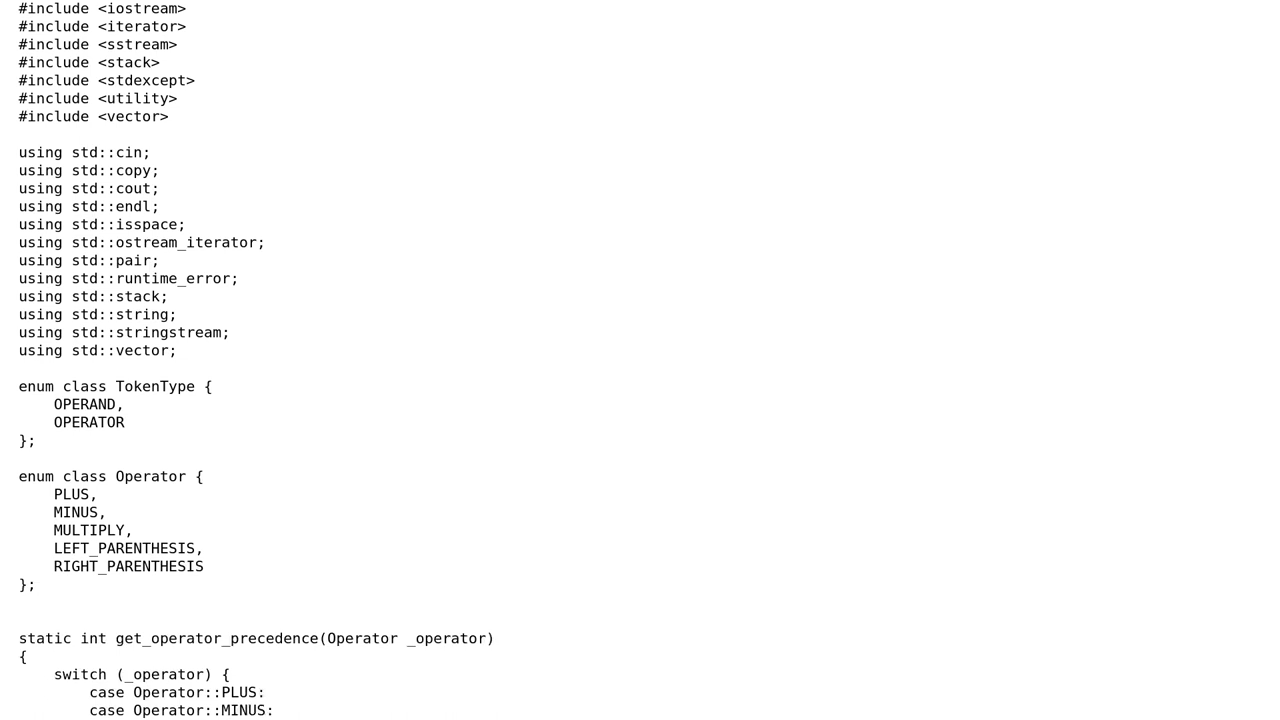 #include <iostream>
#include <iterator>
#include <sstream>
#include <stack>
#include <stdexcept>
#include <utility>
#include <vector>

using std::cin;
using std::copy;
using std::cout;
using std::endl;
using std::isspace;
using std::ostream_iterator;
using std::pair;
using std::runtime_error;
using std::stack;
using std::string;
using std::stringstream;
using std::vector;

enum class TokenType {
    OPERAND,
    OPERATOR
};

enum class Operator {
    PLUS,
    MINUS,
    MULTIPLY,
    LEFT_PARENTHESIS,
    RIGHT_PARENTHESIS
};


static int get_operator_precedence(Operator _operator)
{
    switch (_operator) {
        case Operator::PLUS:
        case Operator::MINUS: